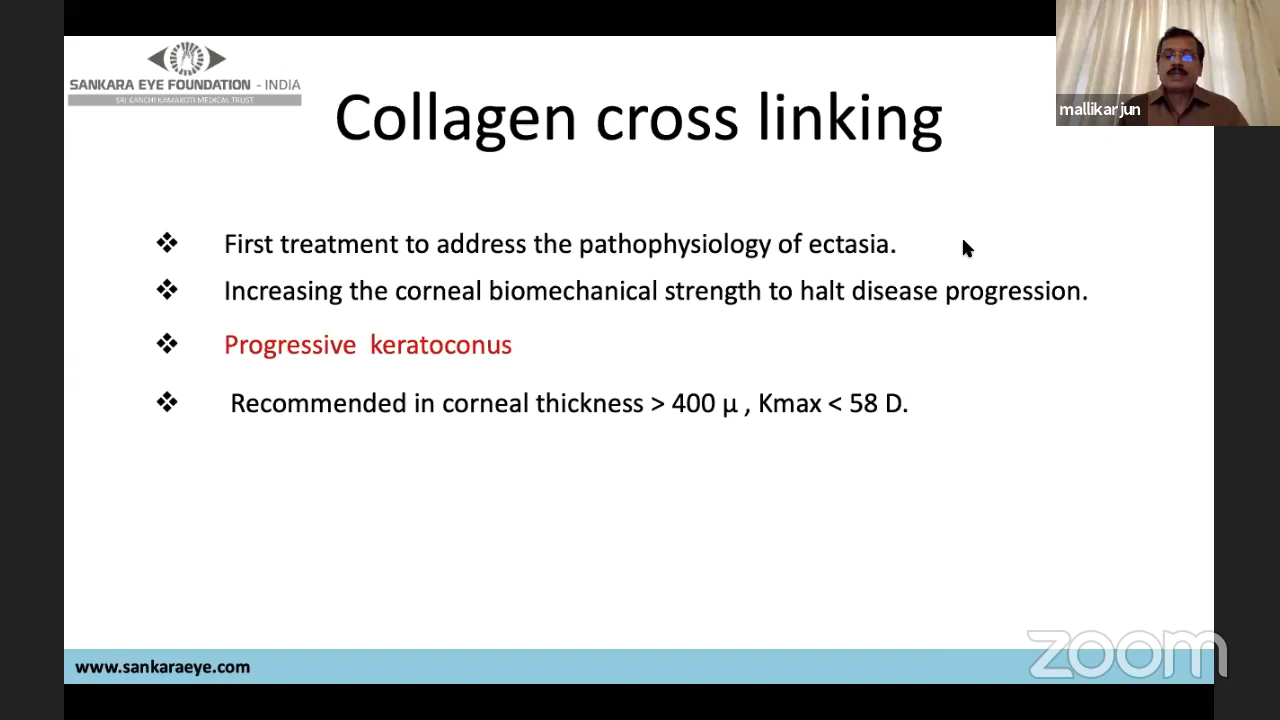 SANKARA EYE FOUNDATION - INDIA
SRI KANCHI KAMAKOTI MEDICAL TRUST
mallikarjun
Collagen cross linking
❖ First treatment to address the pathophysiology of ectasia.
❖ Increasing the corneal biomechanical strength to halt disease progression.
❖ Progressive keratoconus
❖ Recommended in corneal thickness > 400 µ , Kmax < 58 D.
www.sankaraeye.com
zoom